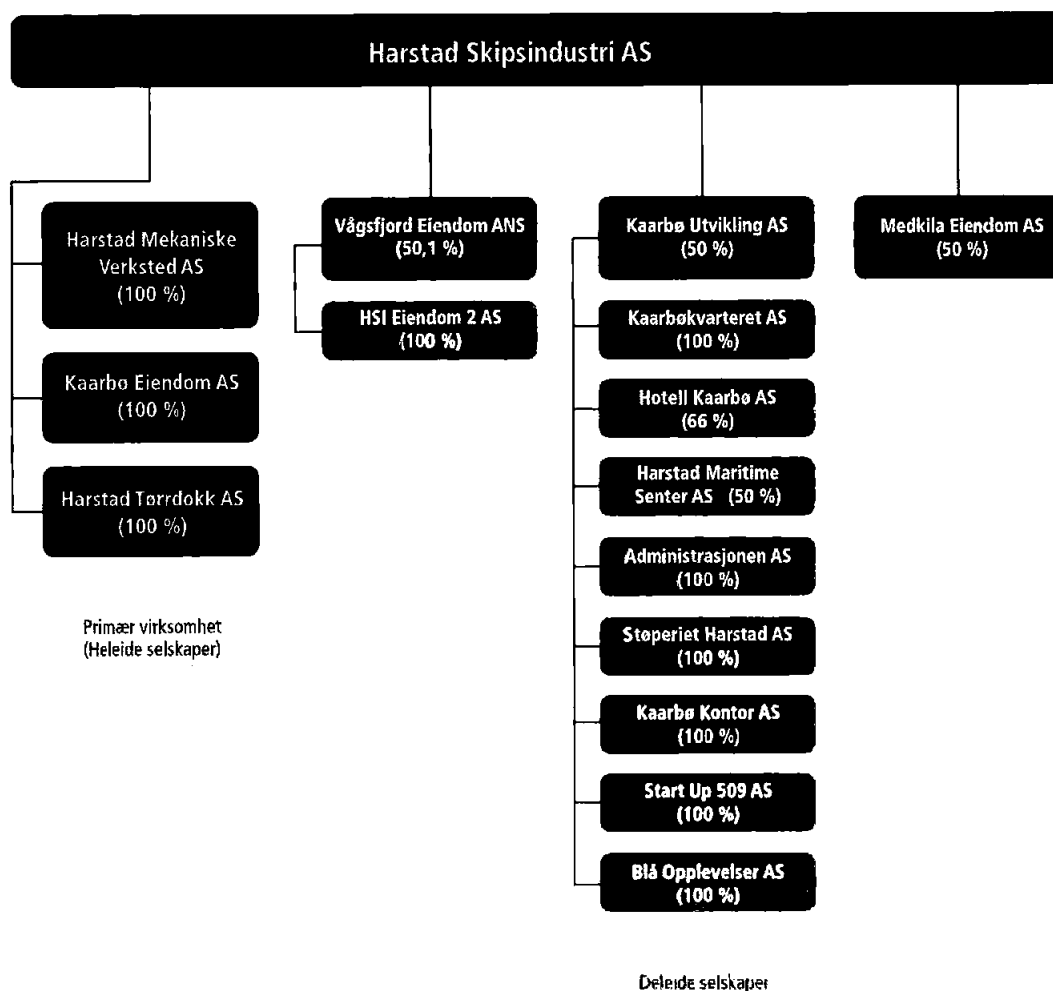 Harstad Skipsindustri AS
Harstad Mekaniske
Verksted AS
(100 %)
Kaarbø Eiendom AS
(100 %)
Harstad Tørrdokk AS
(100 %)
Primær virksomhet
(Heleide selskaper)
Vågsfjord Eiendom ANS
(50,1 %)
HSI Eiendom 2 AS
(100 %)
Kaarbø Utvikling AS
(50 %)
Kaarbøkvarteret AS
(100 %)
Hotell Kaarbø AS
(66 %)
Harstad Maritime
Senter AS (50 %)
Administrasjonen AS
(100 %)
Støperiet Harstad AS
(100 %)
Kaarbø Kontor AS
(100 %)
Start Up 509 AS
(100 %)
Blå Opplevelser AS
(100 %)
Medkila Eiendom AS
(50 %)
Deleide selskaper